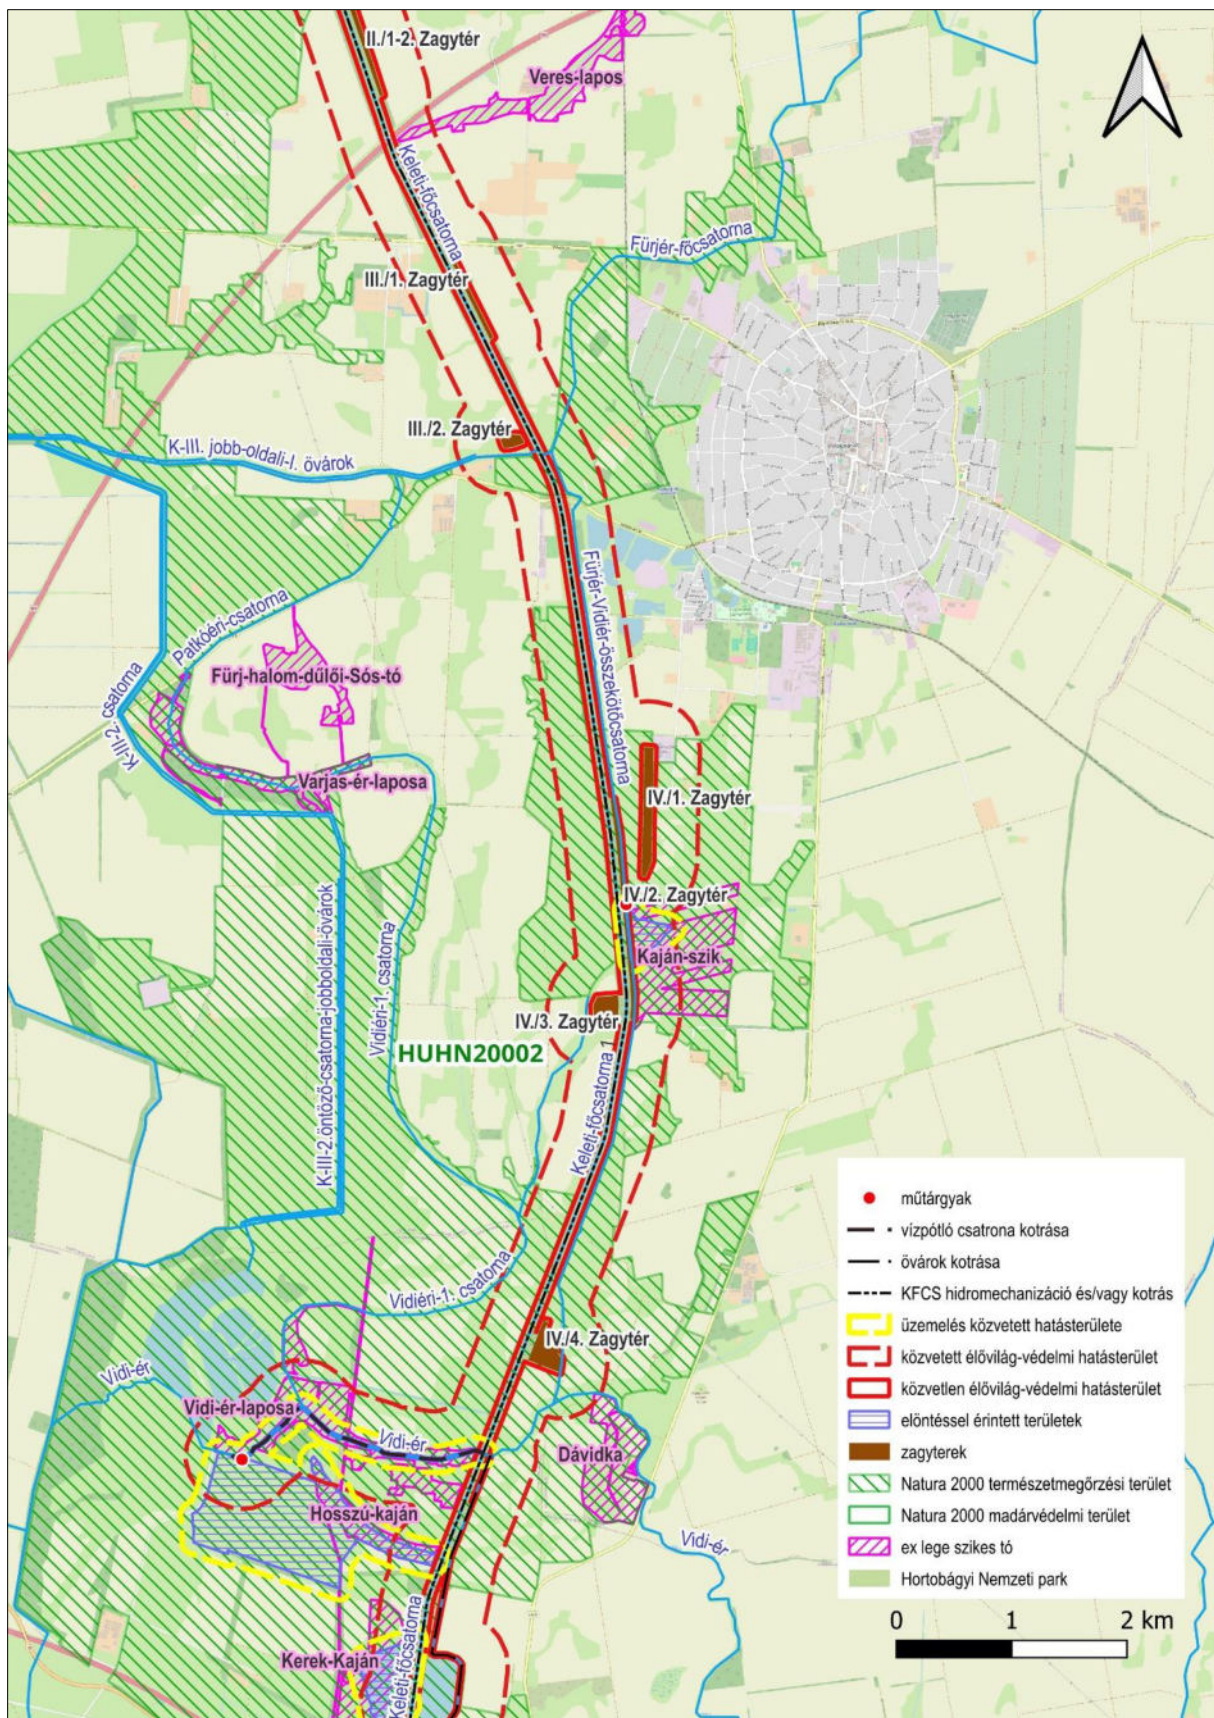 II./1-2. Zagytér
Veres-lapos
Keleti-főcsatorna
Fürjér-főcsatorna
III./1. Zagytér
III./2. Zagytér
K-III. jobb-oldali-I. övárok
Fürjér-Vidiér-összekötőcsatorna
Patkóéri-csatorna
Fürj-halom-dűlői-Sós-tó
K-III-2. csatorna
Varjas-ér-laposa
IV./1. Zagytér
IV./2. Zagytér
Kaján-szik
K-III-2.öntöző-csatorna-jobboldali-övárok
Vidiéri-1. csatorna
IV./3. Zagytér
HUHN20002
Keleti-főcsatorna 1
Vidiéri-1. csatorna
IV./4. Zagytér
Vidi-ér
Vidi-ér-laposa
Vidi-ér
Dávidka
Hosszú-kaján
Vidi-ér
Kerek-Kaján
Keleti-főcsatorna
műtárgyak
vízpótló csatrona kotrása
övárok kotrása
KFCS hidromechanizáció és/vagy kotrás
üzemelés közvetett hatásterülete
közvetett élővilág-védelmi hatásterület
közvetlen élővilág-védelmi hatásterület
elöntéssel érintett területek
zagyterek
Natura 2000 természetmegőrzési terület
Natura 2000 madárvédelmi terület
ex lege szikes tó
Hortobágyi Nemzeti park
0 1 2 km